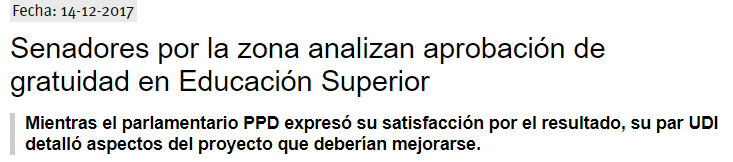 Fecha: 14-12-2017
Senadores por la zona analizan aprobación de
gratuidad en Educación Superior
Mientras el parlamentario PPD expresó su satisfacción por el resultado, su par UDI
detalló aspectos del proyecto que deberían mejorarse.